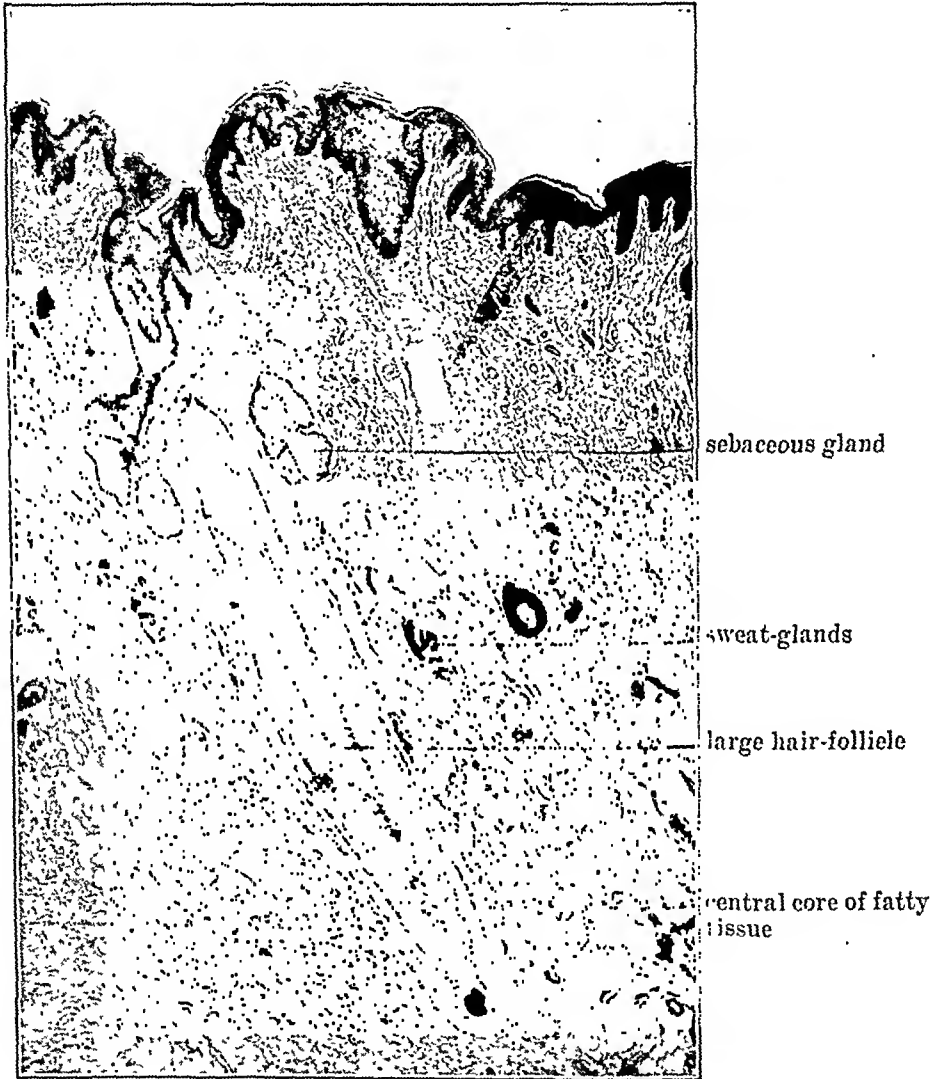 sebaceous gland
sweat-glands
large hair-follicle
central core of fatty
tissue